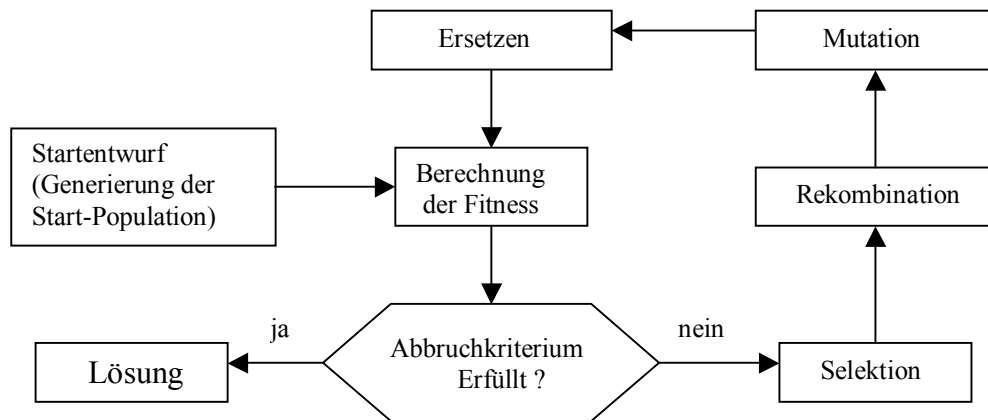 Ersetzen
Mutation
Startentwurf
(Generierung der
Start-Population)
Berechnung
der Fitness
Rekombination
ja
nein
Lösung
Abbruchkriterium
Erfüllt ?
Selektion